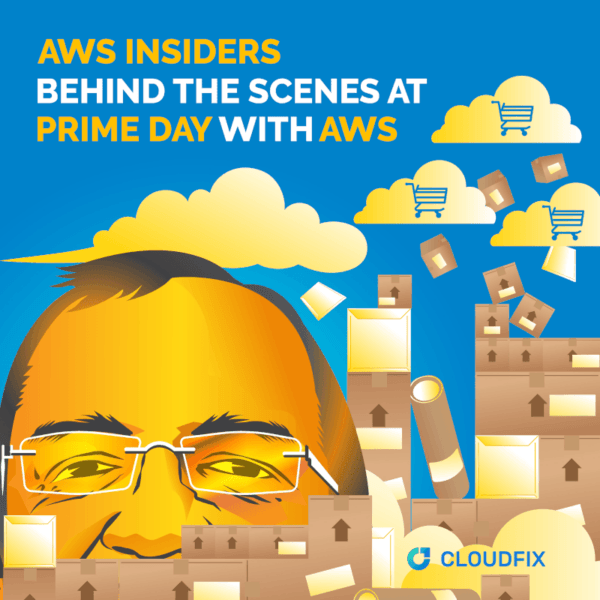 AWS INSIDERS
BEHIND THE SCENES AT
PRIME DAY WITH AWS
CLOUDFIX